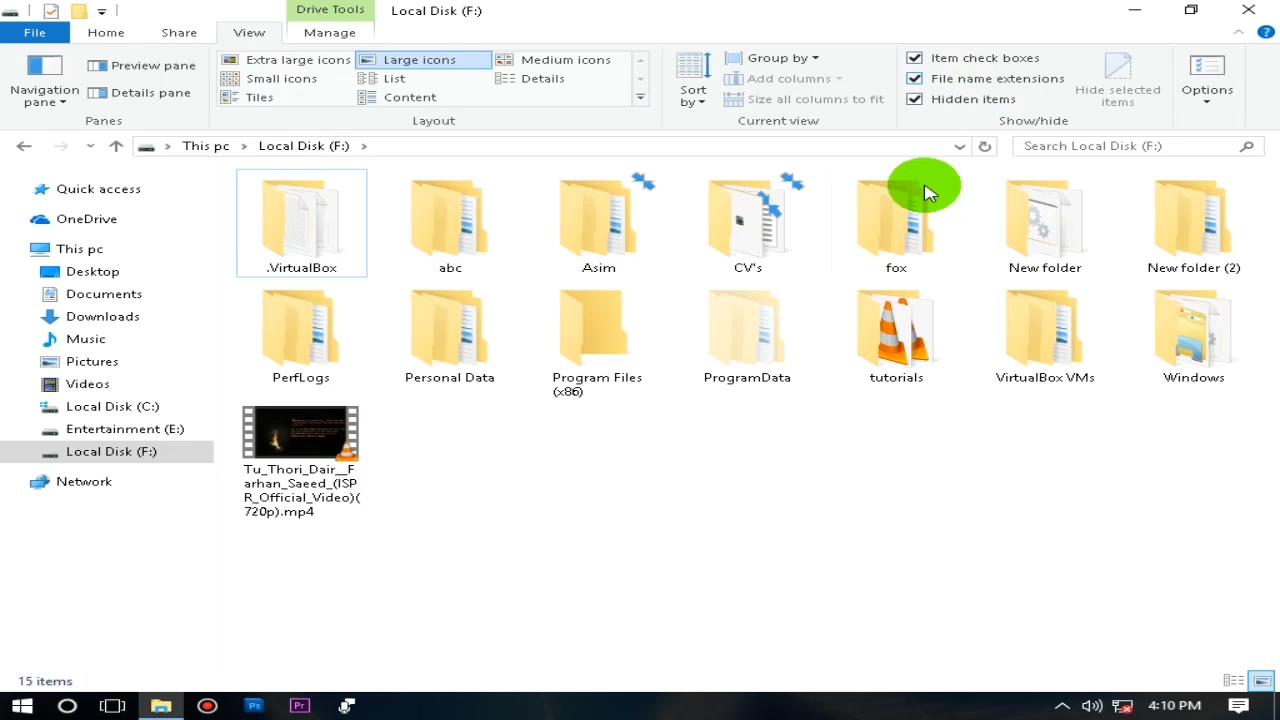 Drive Tools Local Disk (F:)
File Home Share View Manage
Preview pane
Details pane
Navigation
pane
Panes
Extra large icons Large icons Medium icons
Small icons List Details
Tiles Content
Layout
Sort
by
Group by
Add columns
Size all columns to fit
Current view
Item check boxes
File name extensions
Hidden items
Hide selected
items
Show/hide
Options
This pc Local Disk (F:)
Search Local Disk (F:)
Quick access
OneDrive
This pc
Desktop
Documents
Downloads
Music
Pictures
Videos
Local Disk (C:)
Entertainment (E:)
Local Disk (F:)
Network
.VirtualBox abc Asim CV's fox New folder New folder (2)
PerfLogs Personal Data Program Files
(x86) ProgramData tutorials VirtualBox VMs Windows
Tu_Thori_Dair__F
arhan_Saeed_(ISP
R_Official_Video)(
720p).mp4
15 items
Ps Pr 4:10 PM